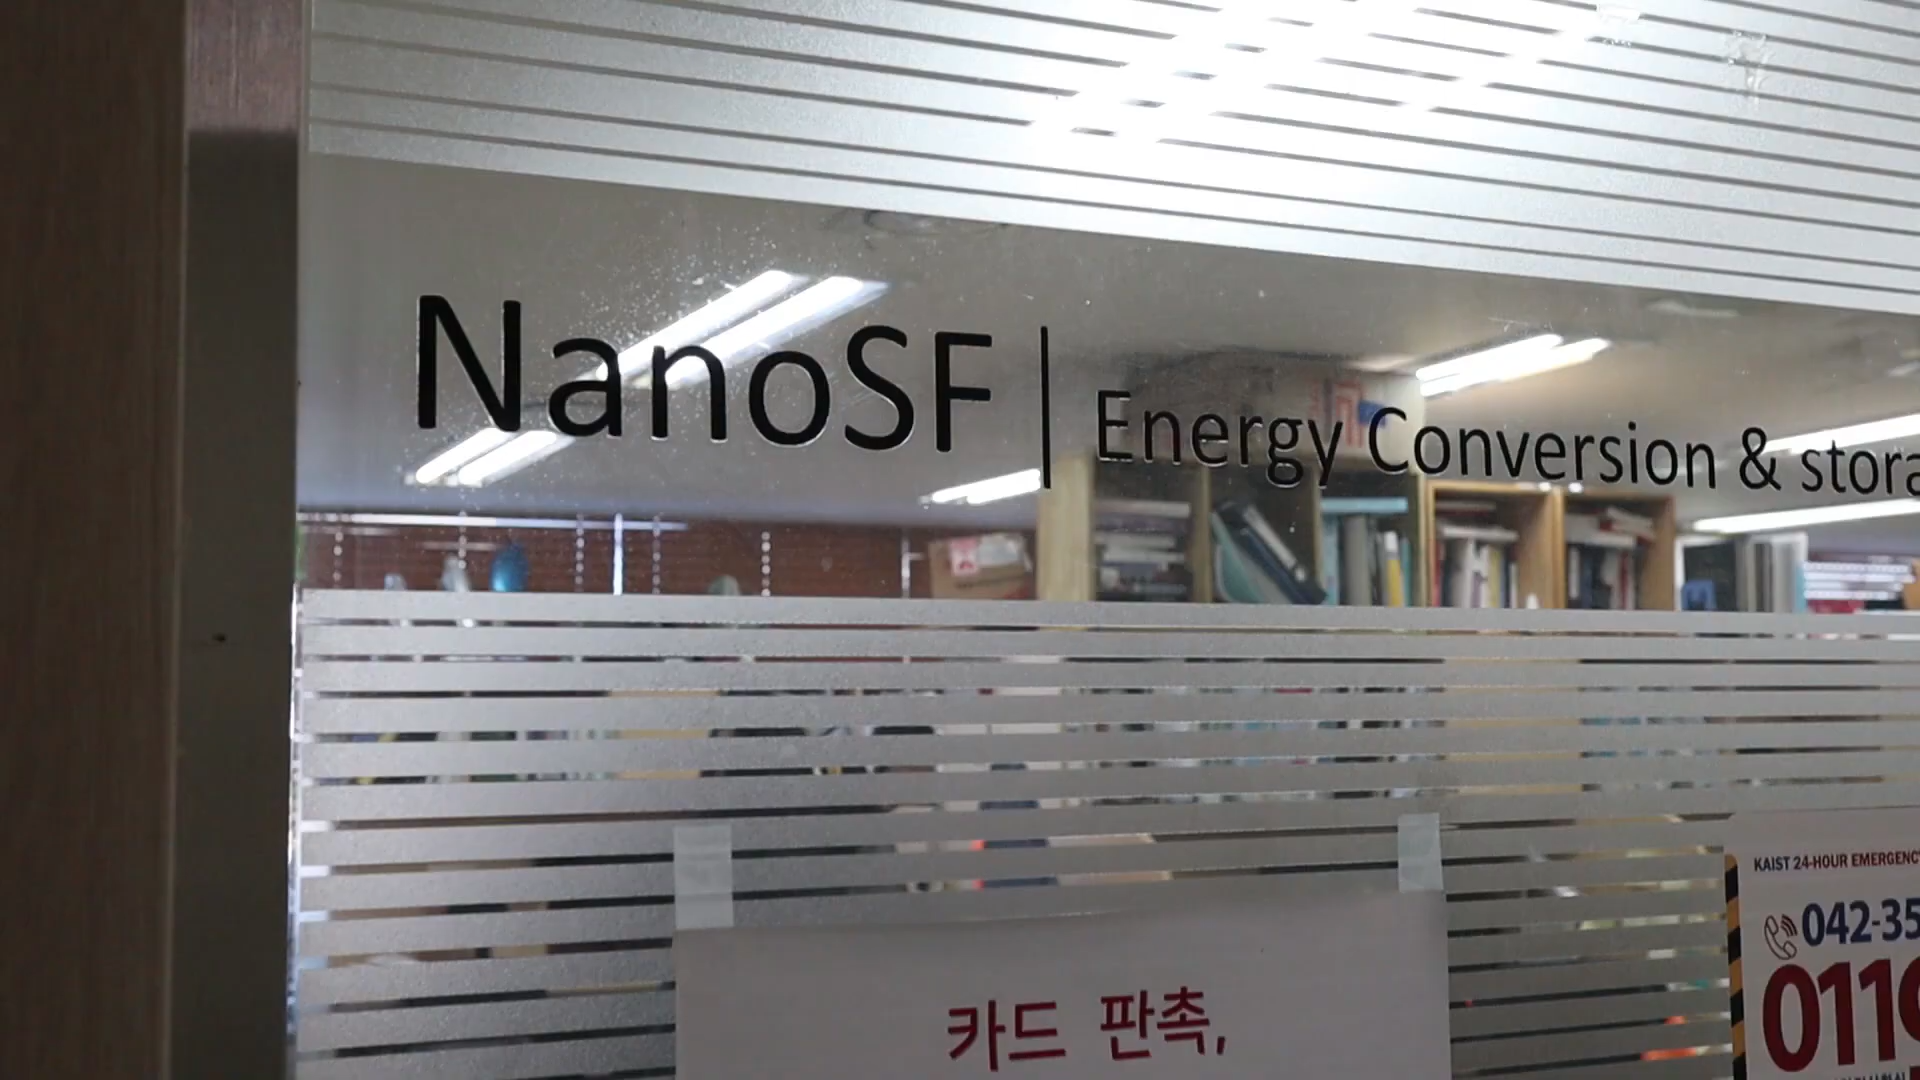 NanoSF | Energy Conversion & stora
KAIST 24-HOUR EMERGENC
042-35
011
카드 판촉,